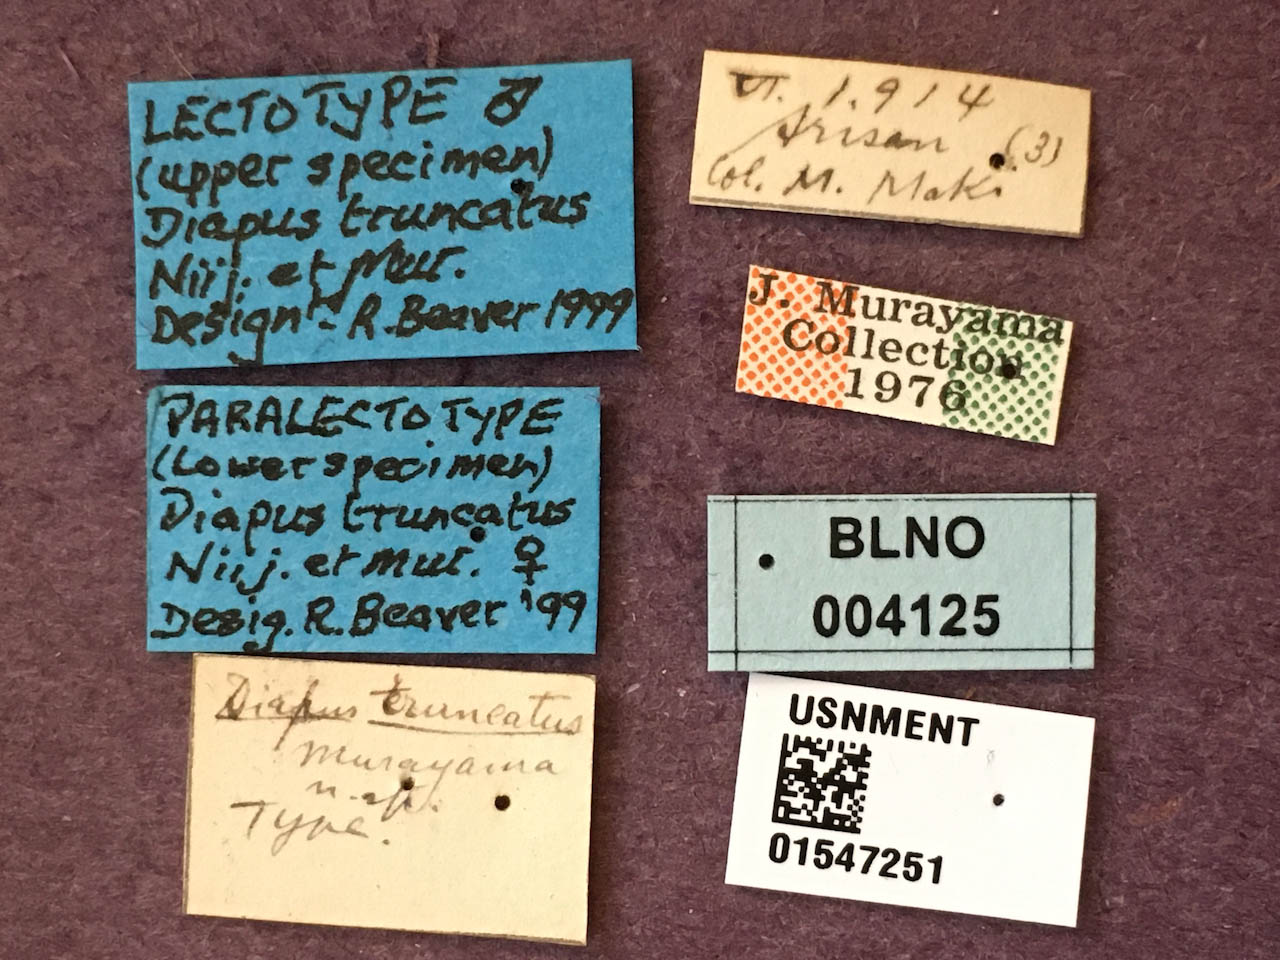 LECTOTYPE ♂
(upper specimen)
Diapus truncatus
Niij. et Mur.
Design - R. Beaver 1999
PARALECTOTYPE
(Lower specimen)
Diapus truncatus
Niij. et Mur. ♀
Desig. R. Beaver '99
Diapus truncatus
Murayama
n. sp.
Type.
VI. 1.914
Arisan (3)
Col. M. Maki
J. Murayama
Collection
1976
BLNO
004125
USNMENT
01547251